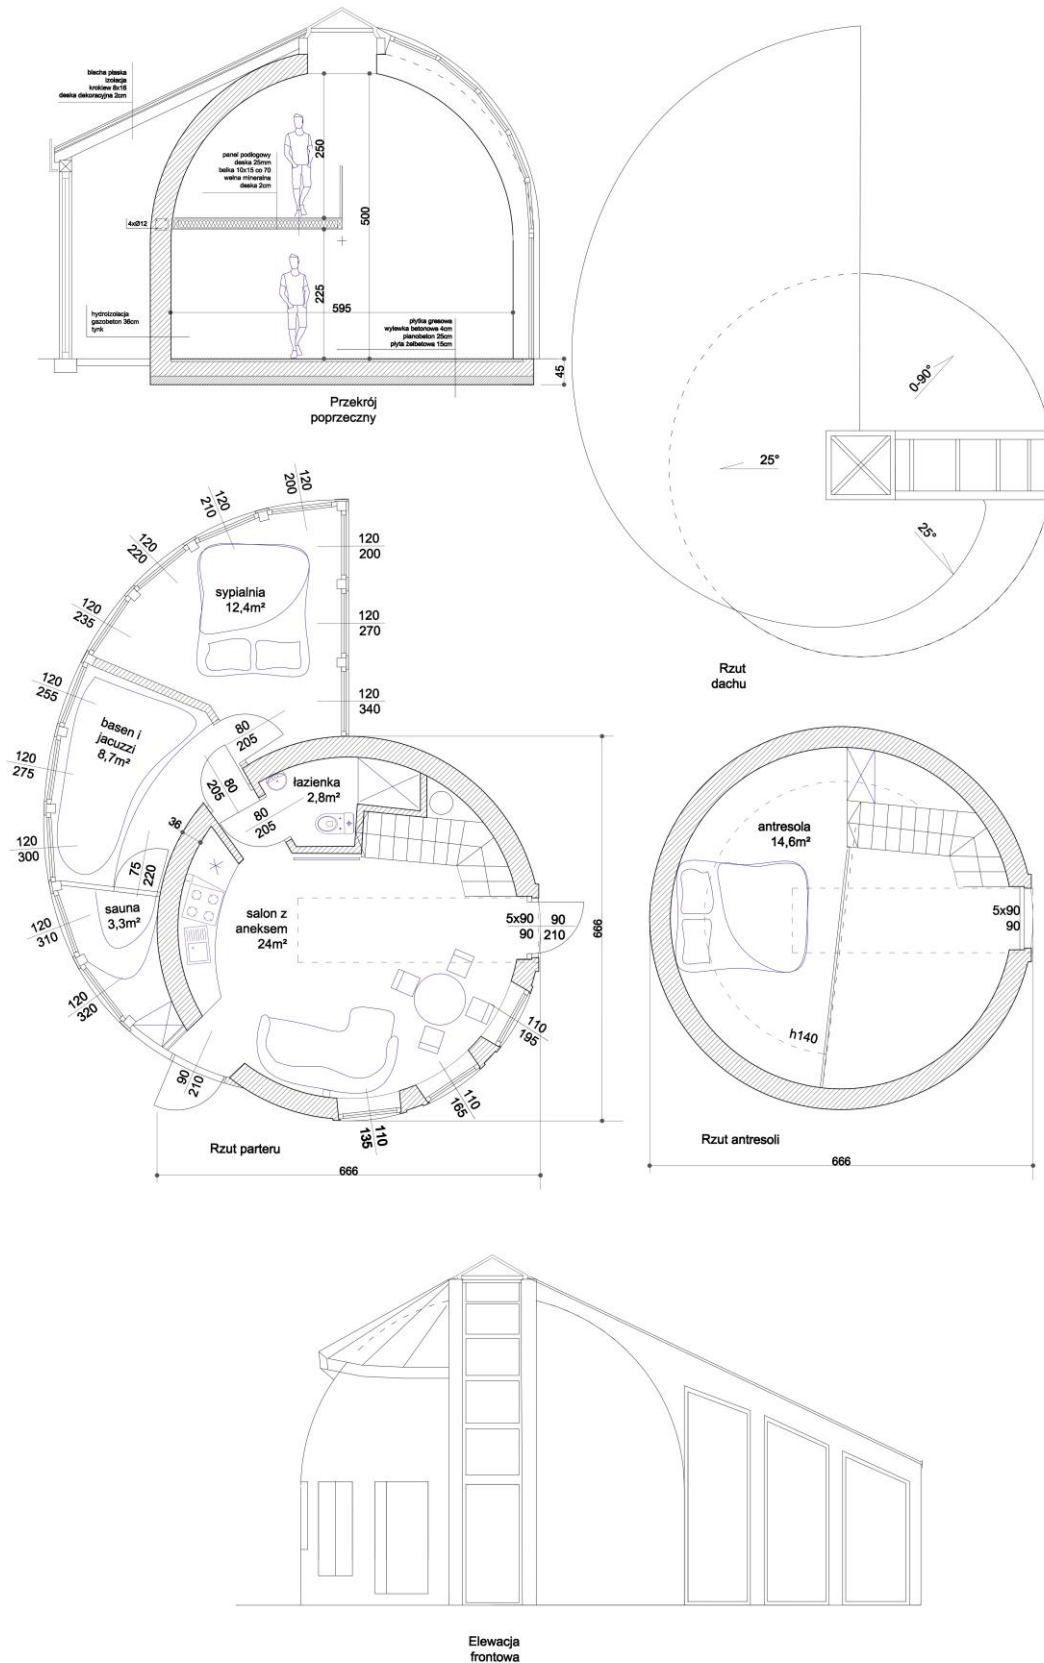 blacha płaska
izolacja
krokiew 8x16
deska dekoracyjna 2cm
panel podłogowy
deska 25mm
belka 10x15 co 70
wełna mineralna
deska 2cm
250
500
4xØ12
225
595
hydroizolacja
gazobeton 36cm
tynk
płytka gresowa
wylewka betonowa 4cm
pianobeton 25cm
płyta żelbetowa 15cm
45
Przekrój
poprzeczny
0-90°
25°
25°
Rzut
dachu
120
200
120
210
120
220
120
235
120
255
120
275
120
300
120
310
120
320
120
200
120
270
120
340
sypialnia
12,4m²
basen i
jacuzzi
8,7m²
80
205
80
205
80
205
łazienka
2,8m²
36
75
220
sauna
3,3m²
salon z
aneksem
24m²
5x90
90
90
210
666
110
195
110
165
110
135
90
210
Rzut parteru
666
antresola
14,6m²
5x90
90
h140
Rzut antresoli
666
Elewacja
frontowa